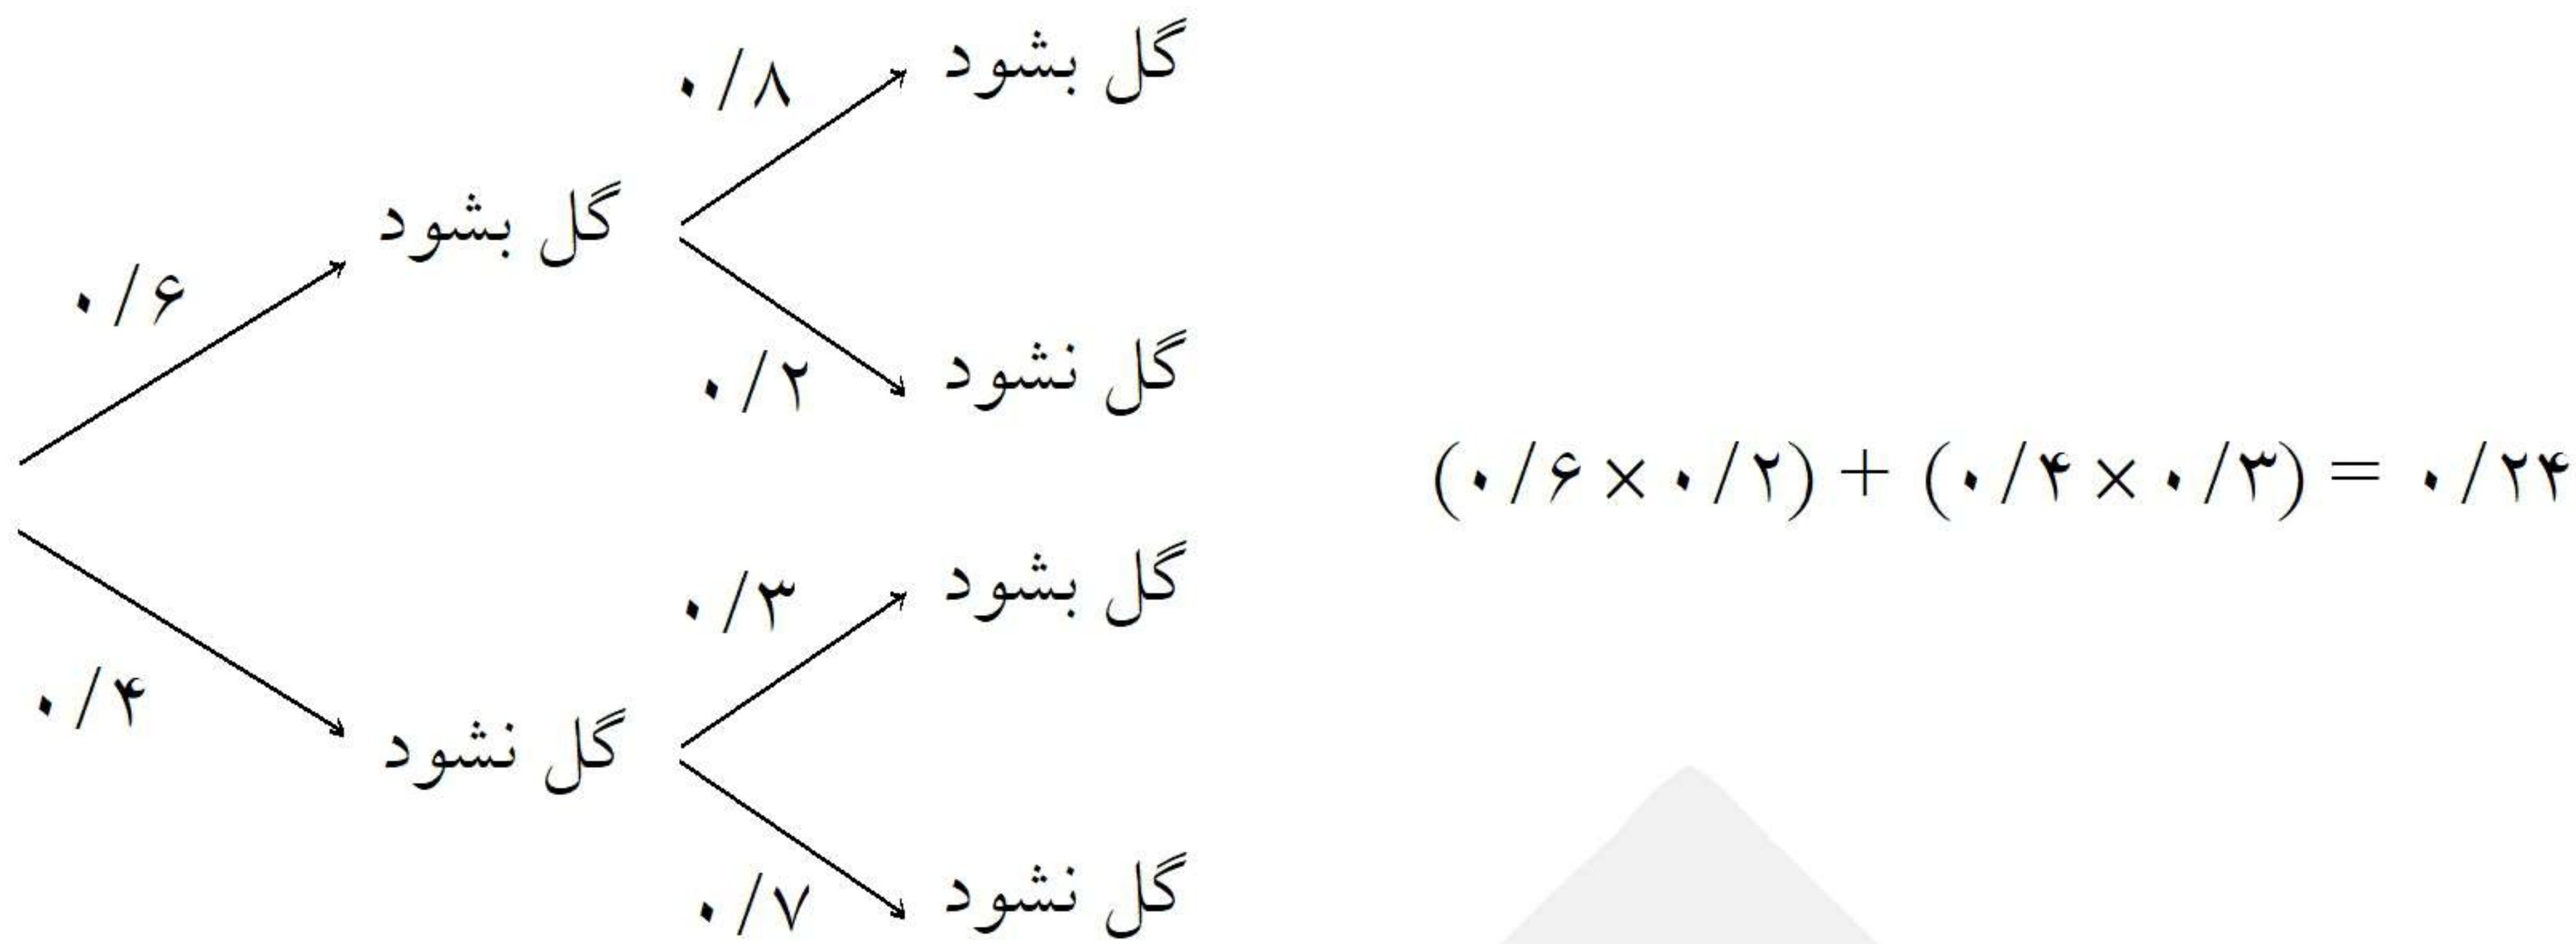 ۰/۸
گل بشود
گل بشود
۰/۶
۰/۲
گل نشود
(۰/۶ × ۰/۲) + (۰/۴ × ۰/۳) = ۰/۲۴
۰/۳
گل بشود
۰/۴
گل نشود
۰/۷
گل نشود